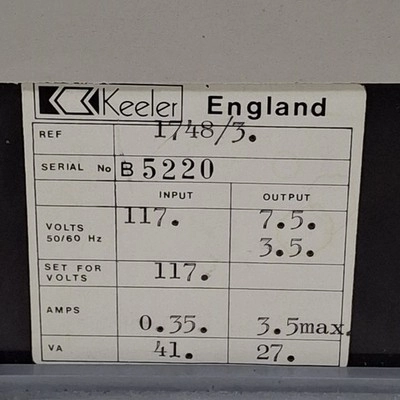 Keeler England
REF 1748/3.
SERIAL No B 5220
INPUT OUTPUT
VOLTS 50/60 Hz 117. 7.5.
3.5.
SET FOR VOLTS 117.
AMPS 0.35. 3.5max.
VA 41. 27.